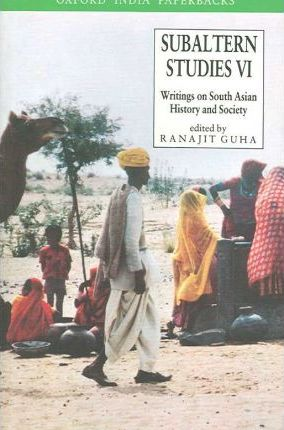 OXFORD INDIA PAPERBACKS
SUBALTERN
STUDIES VI
Writings on South Asian
History and Society
edited by
RANAJIT GUHA